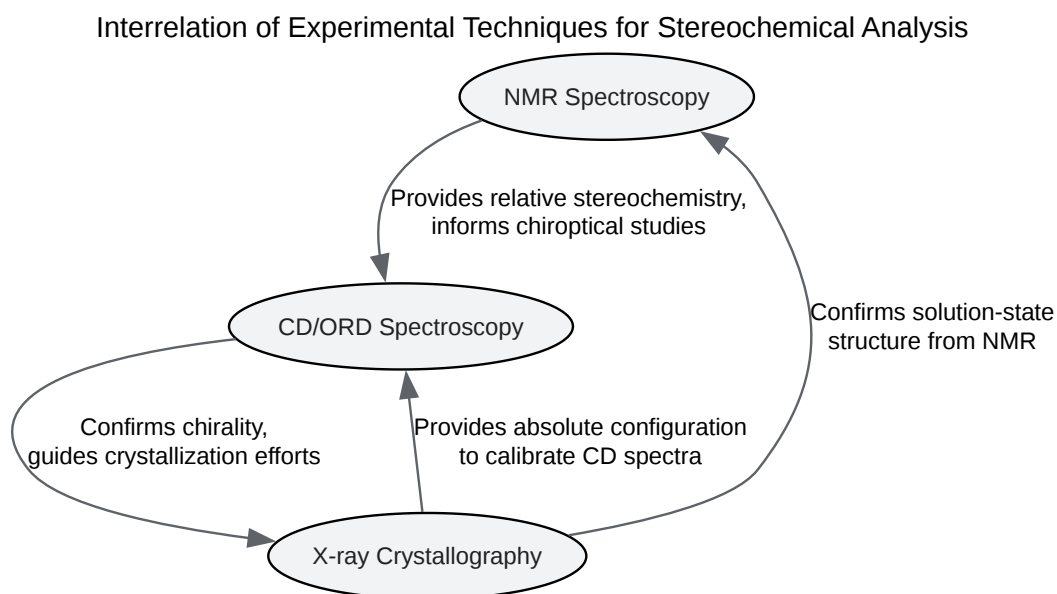 Interrelation of Experimental Techniques for Stereochemical Analysis
NMR Spectroscopy
Provides relative stereochemistry,
informs chiroptical studies
CD/ORD Spectroscopy
Confirms solution-state
structure from NMR
Confirms chirality,
guides crystallization efforts
Provides absolute configuration
to calibrate CD spectra
X-ray Crystallography